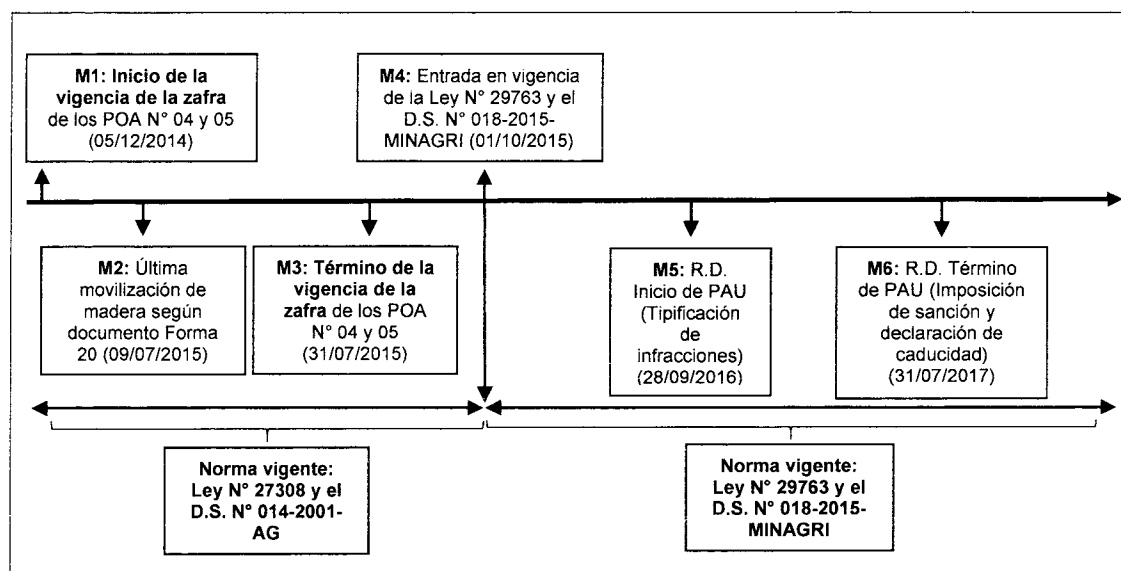 M1: Inicio de la
vigencia de la zafra
de los POA N° 04 y 05
(05/12/2014)
M4: Entrada en vigencia
de la Ley N° 29763 y el
D.S. N° 018-2015-
MINAGRI (01/10/2015)
M2: Última
movilización de
madera según
documento Forma
20 (09/07/2015)
M3: Término de la
vigencia de la zafra
de los POA
N° 04 y 05
(31/07/2015)
M5: R.D.
Inicio de PAU
(Tipificación
de
infracciones)
(28/09/2016)
M6: R.D. Término
de PAU (Imposición
de sanción y
declaración de
caducidad)
(31/07/2017)
Norma vigente:
Ley N° 27308 y el
D.S. N° 014-2001-
AG
Norma vigente:
Ley N° 29763 y el
D.S. N° 018-2015-
MINAGRI